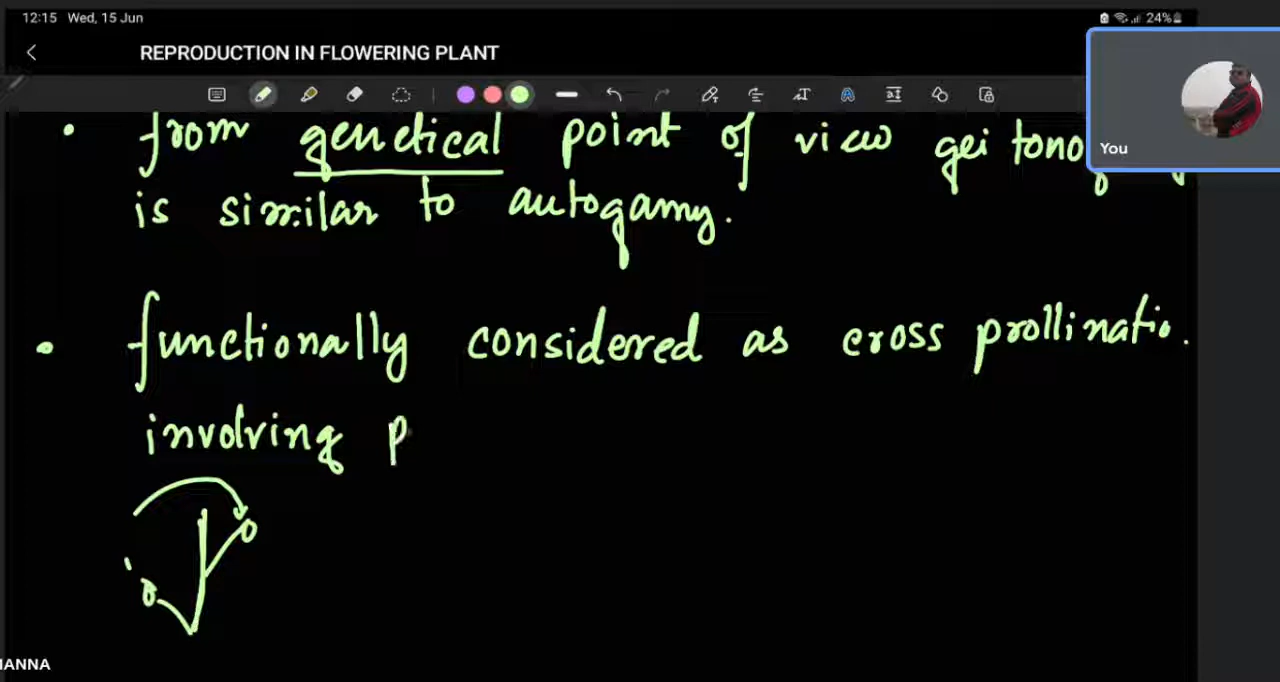 12:15 Wed, 15 Jun
24%
REPRODUCTION IN FLOWERING PLANT
You
• from genetical point of view geitono
is similar to autogamy.
• functionally considered as cross prollinatio.
involving p
IANNA